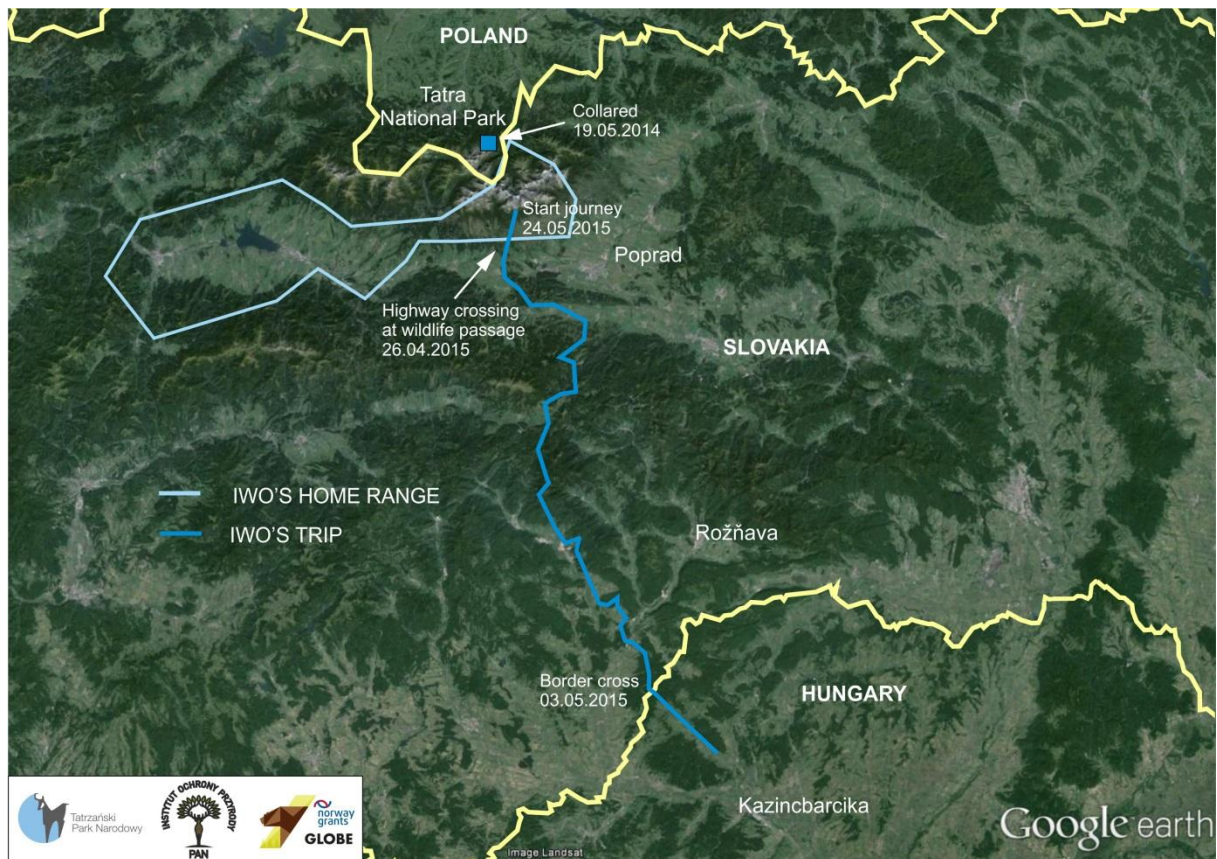 POLAND
Tatra
National Park
Collared
19.05.2014
Start journey
24.05.2015
Poprad
Highway crossing
at wildlife passage
26.04.2015
SLOVAKIA
IWO'S HOME RANGE
IWO'S TRIP
Rožňava
Border cross
03.05.2015
HUNGARY
Kazincbarcika
Tatrzański
Park Narodowy
INSTYTUT OCHRONY PRZYRODY
PAN
norway
grants
GLOBE
Image Landsat
Google earth